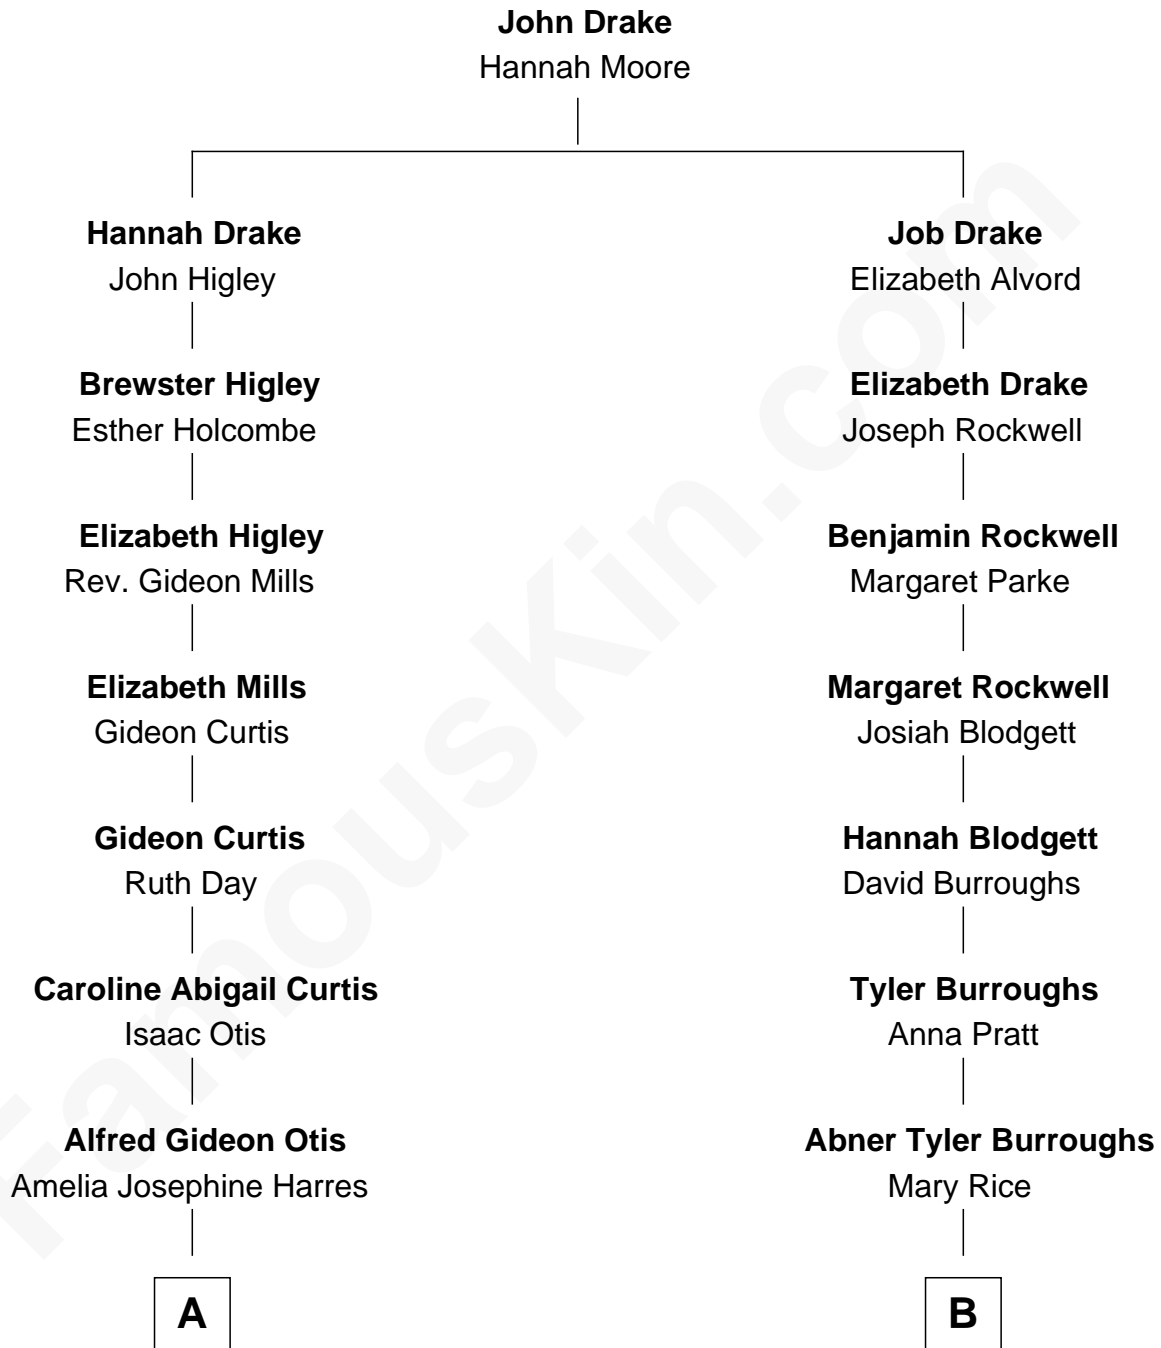 John Drake
Hannah Moore
Hannah Drake
John Higley
Job Drake
Elizabeth Alvord
Brewster Higley
Esther Holcombe
Elizabeth Drake
Joseph Rockwell
Elizabeth Higley
Rev. Gideon Mills
Benjamin Rockwell
Margaret Parke
Elizabeth Mills
Gideon Curtis
Margaret Rockwell
Josiah Blodgett
Gideon Curtis
Ruth Day
Hannah Blodgett
David Burroughs
Caroline Abigail Curtis
Isaac Otis
Tyler Burroughs
Anna Pratt
Alfred Gideon Otis
Amelia Josephine Harres
Abner Tyler Burroughs
Mary Rice
A
B
FamousKin.com